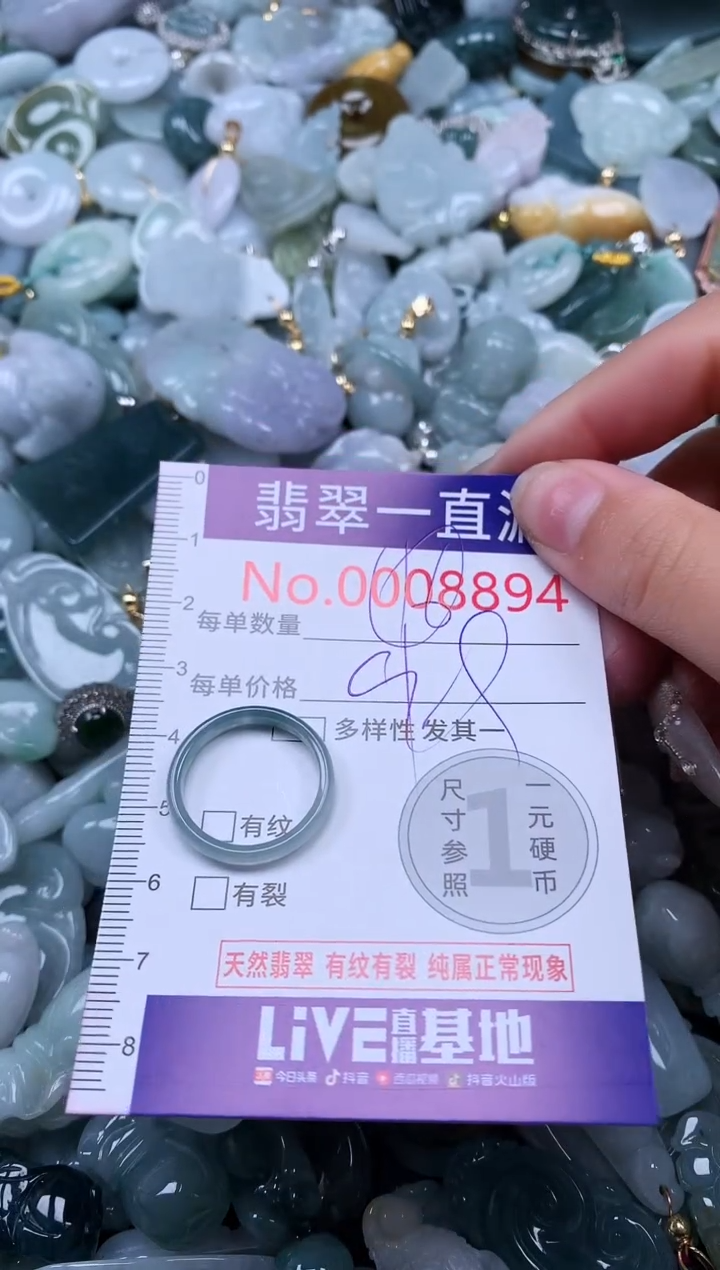 0
翡翠一直
1
No.0008894
2
每单数量
3
每单价格
4
多样性 发其一
5
有纹
尺寸参照
1
一元硬币
6
有裂
天然翡翠 有纹有裂 纯属正常现象
7
LiVE直播基地
8
今日头条 抖音 西瓜视频 抖音火山版